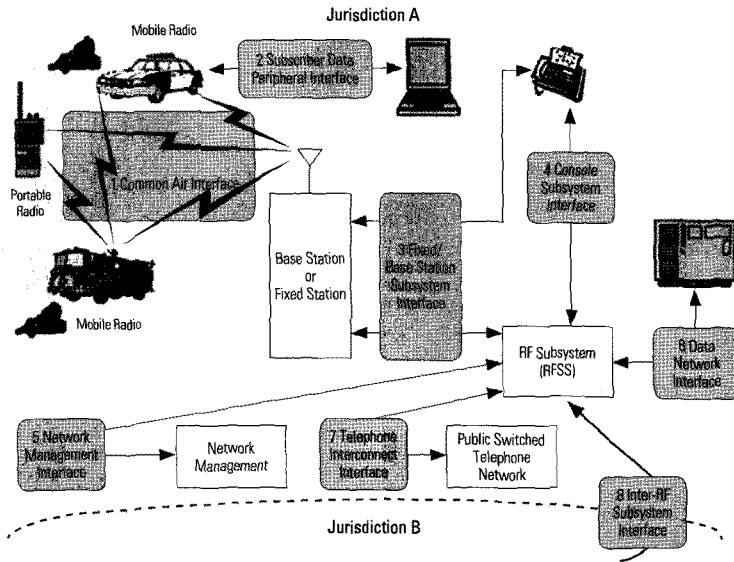 Jurisdiction A
Mobile Radio
2 Subscriber Data
Peripheral Interface
4 Console
Subsystem
Interface
1 Common Air Interface
Portable
Radio
Base Station
or
Fixed Station
3 Fixed/
Base Station
Subsystem
Interface
Mobile Radio
RF Subsystem
(RFSS)
6 Data
Network
Interface
5 Network
Management
Interface
Network
Management
7 Telephone
Interconnect
Interface
Public Switched
Telephone
Network
8 Inter-RF
Subsystem
Interface
Jurisdiction B